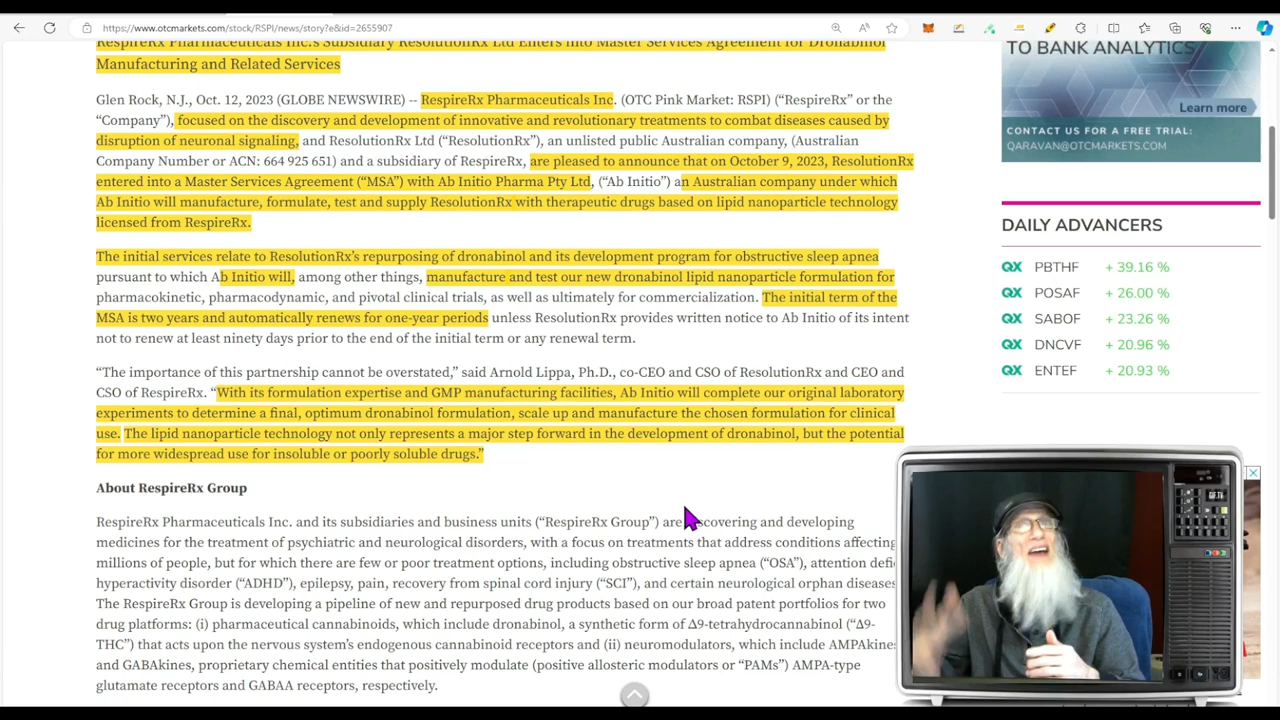 https://www.otcmarkets.com/stock/RSPI/news/story?e&id=2655907
RespireRx Pharmaceuticals Inc.'s Subsidiary ResolutionRx Ltd Enters into Master Services Agreement for Dronabinol
Manufacturing and Related Services
Glen Rock, N.J., Oct. 12, 2023 (GLOBE NEWSWIRE) -- RespireRx Pharmaceuticals Inc. (OTC Pink Market: RSPI) (“RespireRx” or the
“Company”), focused on the discovery and development of innovative and revolutionary treatments to combat diseases caused by
disruption of neuronal signaling, and ResolutionRx Ltd (“ResolutionRx”), an unlisted public Australian company, (Australian
Company Number or ACN: 664 925 651) and a subsidiary of RespireRx, are pleased to announce that on October 9, 2023, ResolutionRx
entered into a Master Services Agreement (“MSA”) with Ab Initio Pharma Pty Ltd, (“Ab Initio”) an Australian company under which
Ab Initio will manufacture, formulate, test and supply ResolutionRx with therapeutic drugs based on lipid nanoparticle technology
licensed from RespireRx.
The initial services relate to ResolutionRx’s repurposing of dronabinol and its development program for obstructive sleep apnea
pursuant to which Ab Initio will, among other things, manufacture and test our new dronabinol lipid nanoparticle formulation for
pharmacokinetic, pharmacodynamic, and pivotal clinical trials, as well as ultimately for commercialization. The initial term of the
MSA is two years and automatically renews for one-year periods unless ResolutionRx provides written notice to Ab Initio of its intent
not to renew at least ninety days prior to the end of the initial term or any renewal term.
“The importance of this partnership cannot be overstated,” said Arnold Lippa, Ph.D., co-CEO and CSO of ResolutionRx and CEO and
CSO of RespireRx. “With its formulation expertise and GMP manufacturing facilities, Ab Initio will complete our original laboratory
experiments to determine a final, optimum dronabinol formulation, scale up and manufacture the chosen formulation for clinical
use. The lipid nanoparticle technology not only represents a major step forward in the development of dronabinol, but the potential
for more widespread use for insoluble or poorly soluble drugs.”
About RespireRx Group
RespireRx Pharmaceuticals Inc. and its subsidiaries and business units (“RespireRx Group”) are discovering and developing
medicines for the treatment of psychiatric and neurological disorders, with a focus on treatments that address conditions affecting
millions of people, but for which there are few or poor treatment options, including obstructive sleep apnea (“OSA”), attention defi
hyperactivity disorder (“ADHD”), epilepsy, pain, recovery from spinal cord injury (“SCI”), and certain neurological orphan diseases
The RespireRx Group is developing a pipeline of new and repurposed drug products based on our broad patent portfolios for two
drug platforms: (i) pharmaceutical cannabinoids, which include dronabinol, a synthetic form of ∆9-tetrahydrocannabinol (“∆9-
THC”) that acts upon the nervous system’s endogenous cannabinoid receptors and (ii) neuromodulators, which include AMPAkines
and GABAkines, proprietary chemical entities that positively modulate (positive allosteric modulators or “PAMs”) AMPA-type
glutamate receptors and GABAA receptors, respectively.
TO BANK ANALYTICS
Learn more
CONTACT US FOR A FREE TRIAL:
QARAVAN@OTCMARKETS.COM
DAILY ADVANCERS
QX PBTHF + 39.16 %
QX POSAF + 26.00 %
QX SABOF + 23.26 %
QX DNCVF + 20.96 %
QX ENTEF + 20.93 %